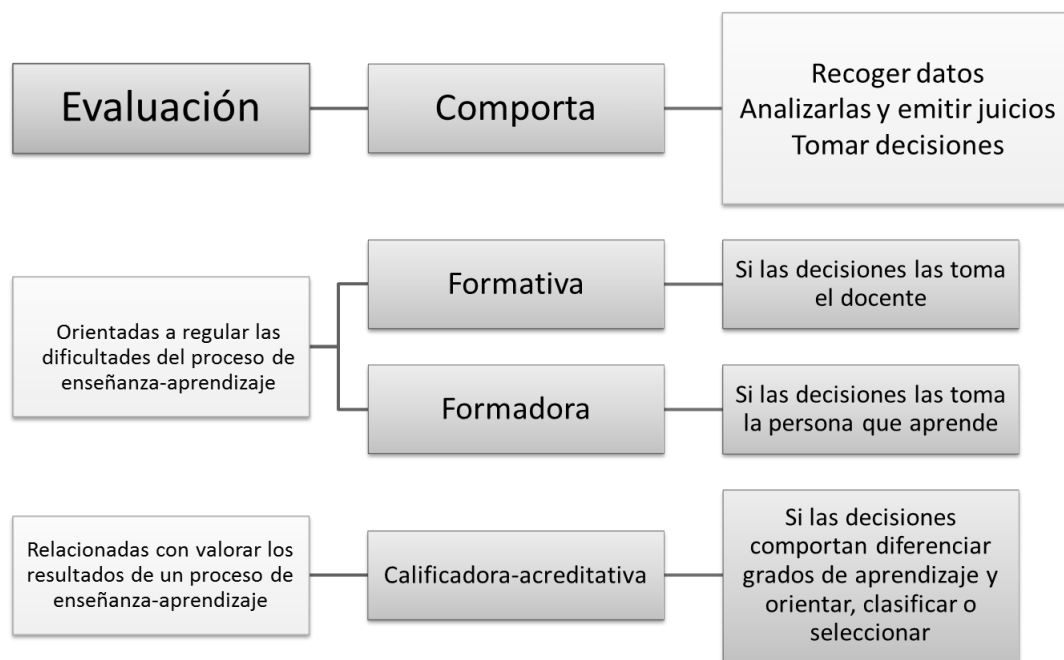 Evaluación
Comporta
Recoger datos
Analizarlas y emitir juicios
Tomar decisiones
Orientadas a regular las
dificultades del proceso de
enseñanza-aprendizaje
Formativa
Si las decisiones las toma
el docente
Formadora
Si las decisiones las toma
la persona que aprende
Relacionadas con valorar los
resultados de un proceso de
enseñanza-aprendizaje
Calificadora-acreditativa
Si las decisiones
comportan diferenciar
grados de aprendizaje y
orientar, clasificar o
seleccionar